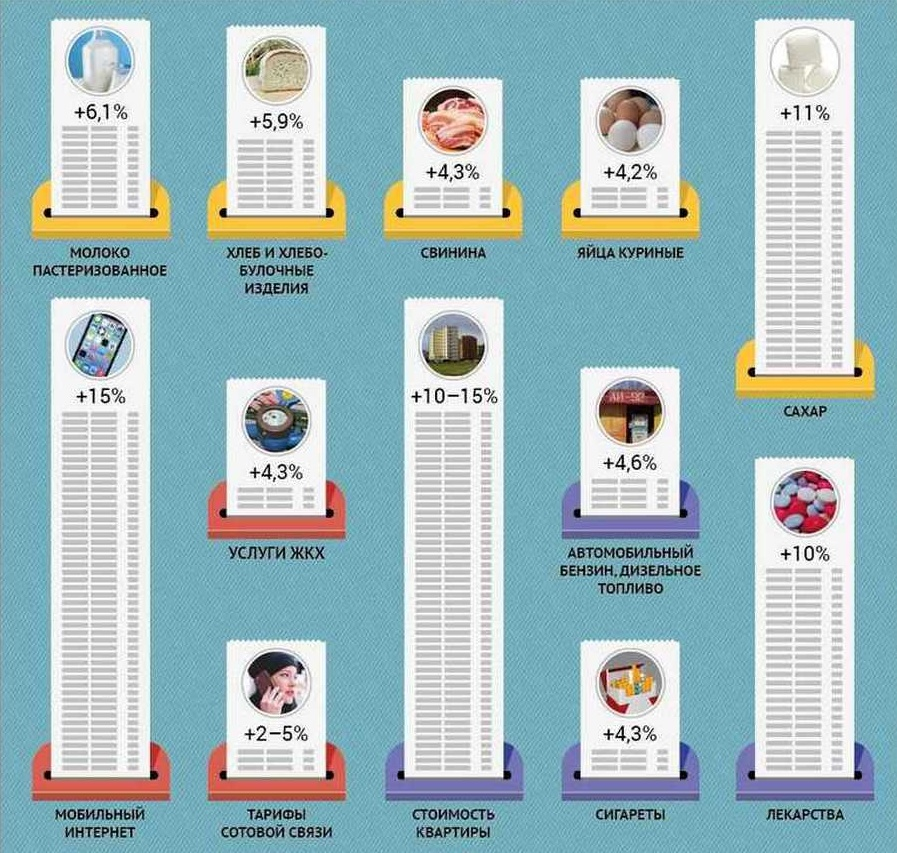 +6,1%
МОЛОКО
ПАСТЕРИЗОВАННОЕ
+5,9%
ХЛЕБ И ХЛЕБО-
БУЛОЧНЫЕ
ИЗДЕЛИЯ
+4,3%
СВИНИНА
+4,2%
ЯЙЦА КУРИНЫЕ
+11%
САХАР
+15%
МОБИЛЬНЫЙ
ИНТЕРНЕТ
+4,3%
УСЛУГИ ЖКХ
+10–15%
СТОИМОСТЬ
КВАРТИРЫ
АИ-92
+4,6%
АВТОМОБИЛЬНЫЙ
БЕНЗИН, ДИЗЕЛЬНОЕ
ТОПЛИВО
+10%
ЛЕКАРСТВА
+2–5%
ТАРИФЫ
СОТОВОЙ СВЯЗИ
+4,3%
СИГАРЕТЫ